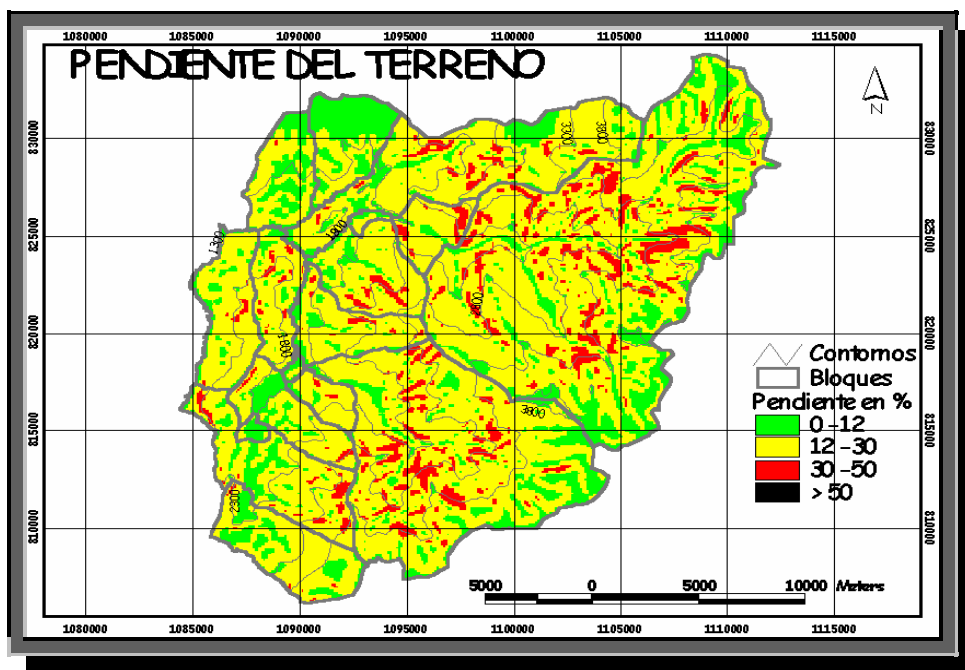 1080000 1085000 1090000 1095000 1100000 1105000 1110000 1115000
PENDIENTE DEL TERRENO
N
830000 3300 3800 830000
825000 1300 1800 825000
2800
820000 1800 820000
Contornos
Bloques
Pendiente en %
3800
0 -12
815000 815000
12 -30
30 -50
2300 > 50
810000 810000
5000 0 5000 10000 Meters
1080000 1085000 1090000 1095000 1100000 1105000 1110000 1115000